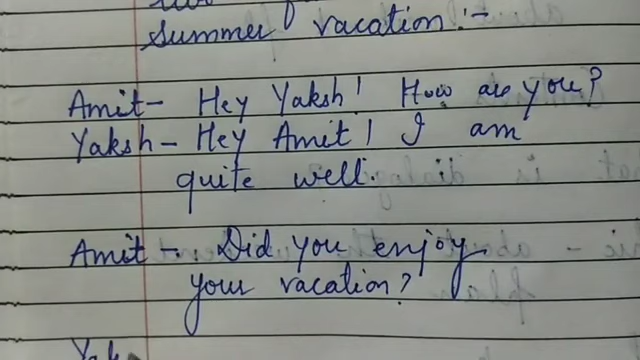 summer vacation:-
Amit- Hey Yaksh! How are you?
Yaksh - Hey Amit! I am
quite well.
Amit - Did you enjoy
your vacation?